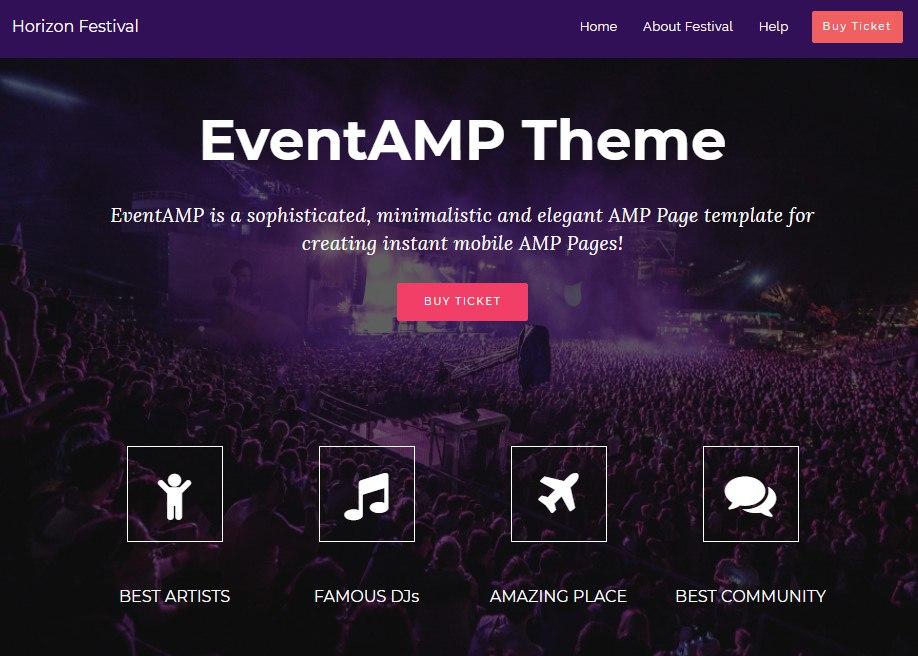 Horizon Festival
Home
About Festival
Help
Buy Ticket
EventAMP Theme
EventAMP is a sophisticated, minimalistic and elegant AMP Page template for
creating instant mobile AMP Pages!
BUY TICKET
BEST ARTISTS
FAMOUS DJs
AMAZING PLACE
BEST COMMUNITY